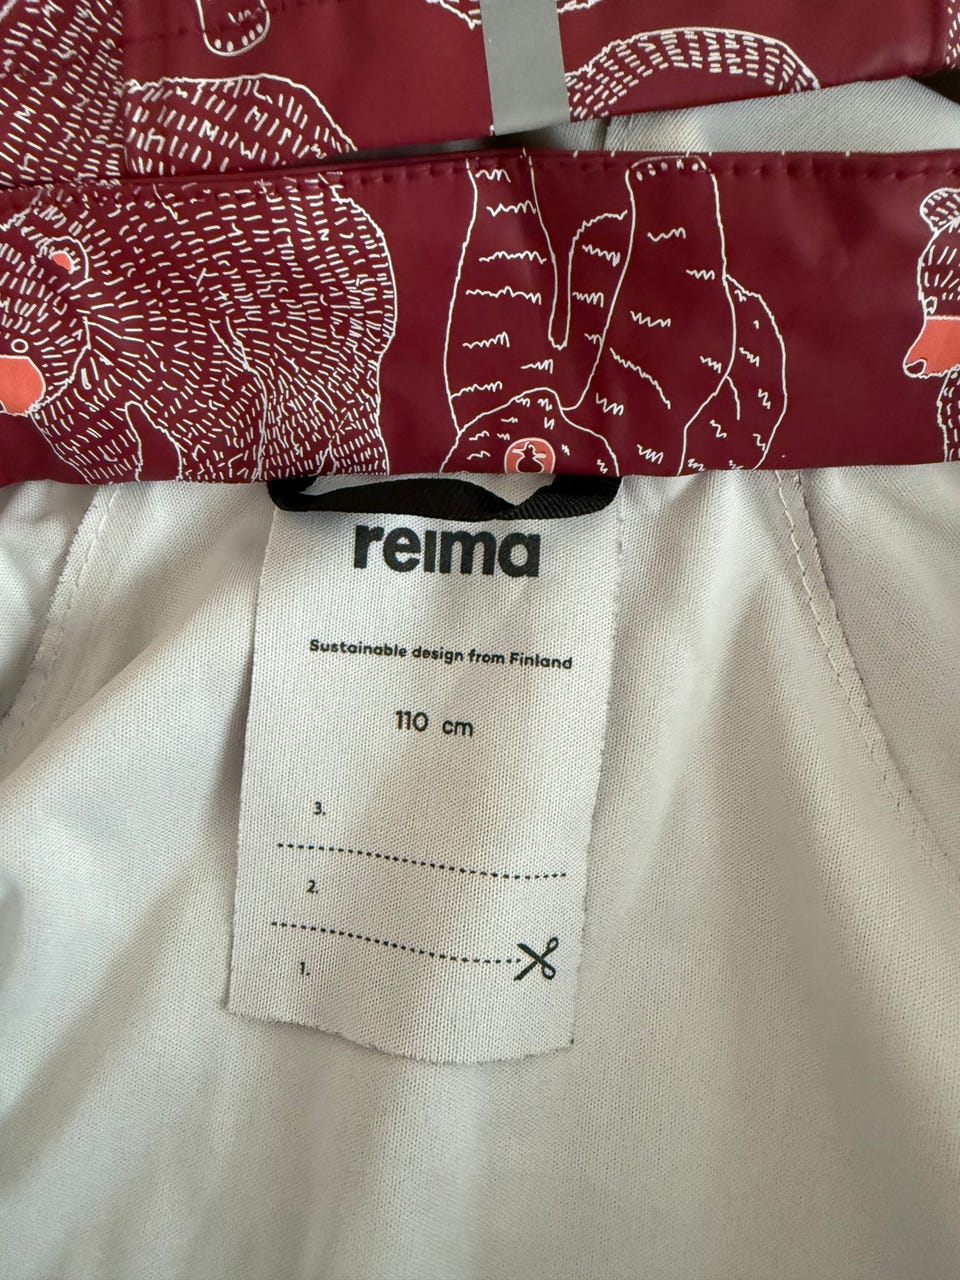 reima
Sustainable design from Finland
110 cm
3.
2.
1.